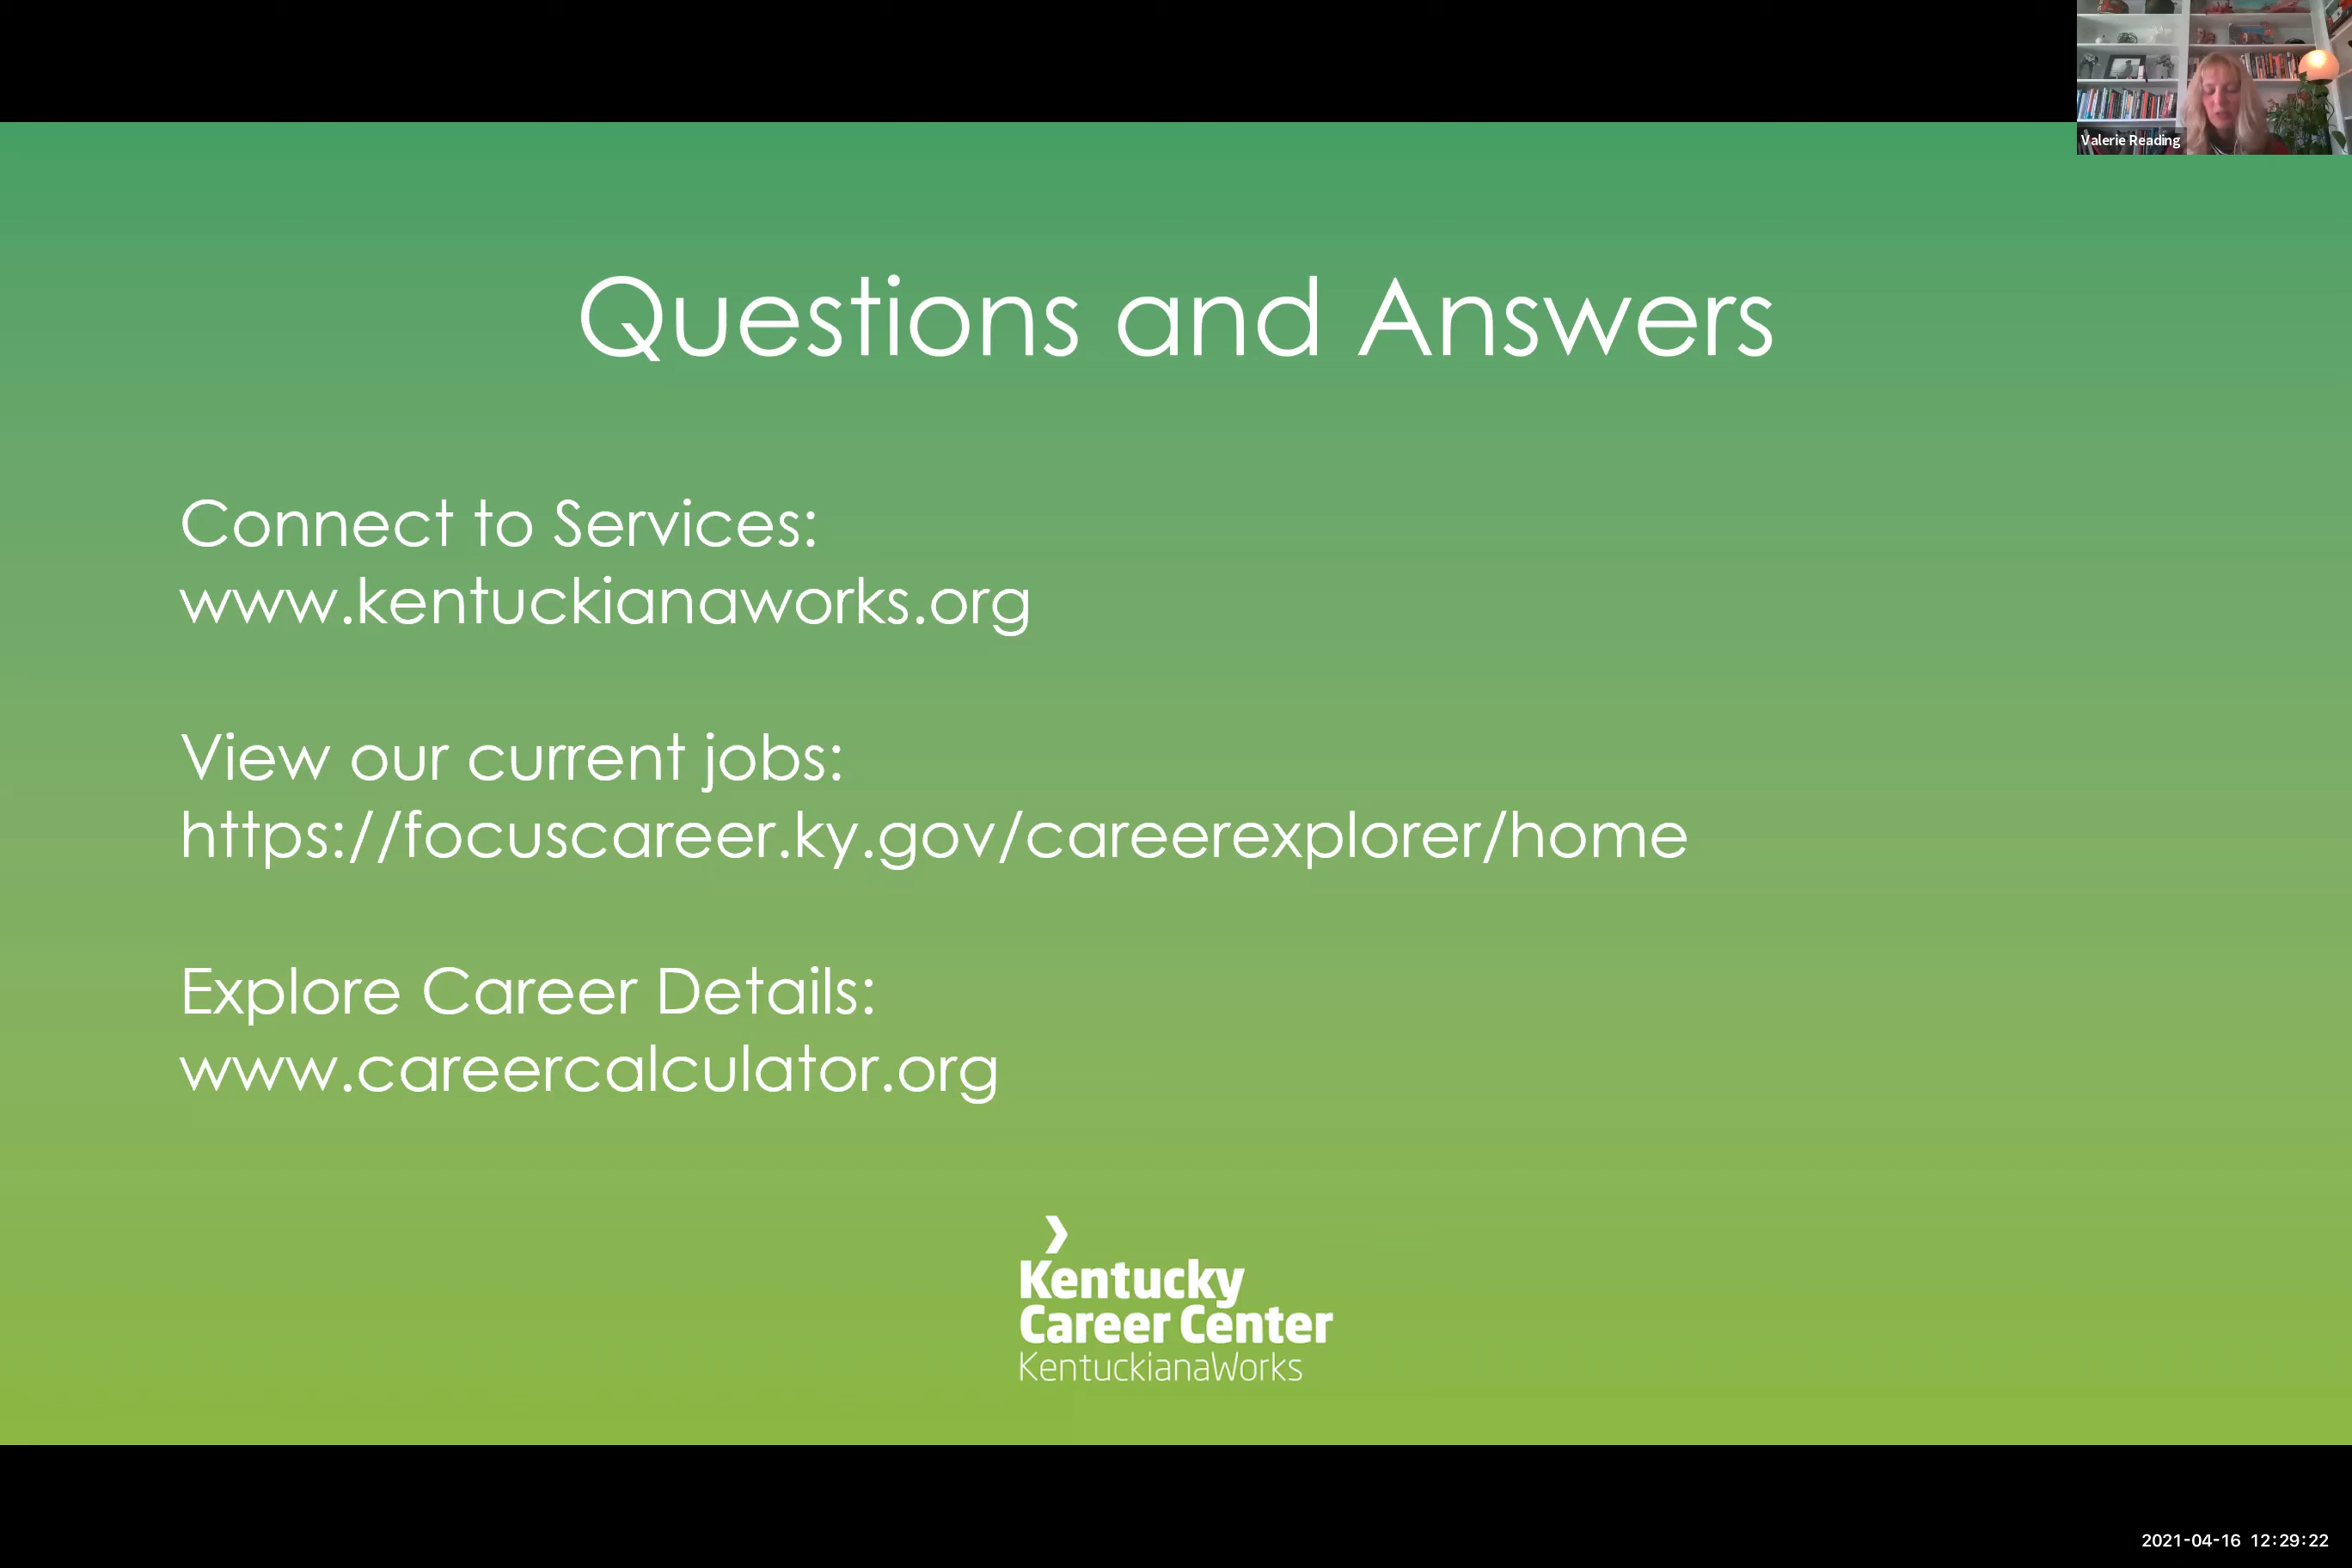 Valerie Reading
Questions and Answers
Connect to Services:
www.kentuckianaworks.org
View our current jobs:
https://focuscareer.ky.gov/careerexplorer/home
Explore Career Details:
www.careercalculator.org
Kentucky
Career Center
KentuckianaWorks
2021-04-16 12:29:22